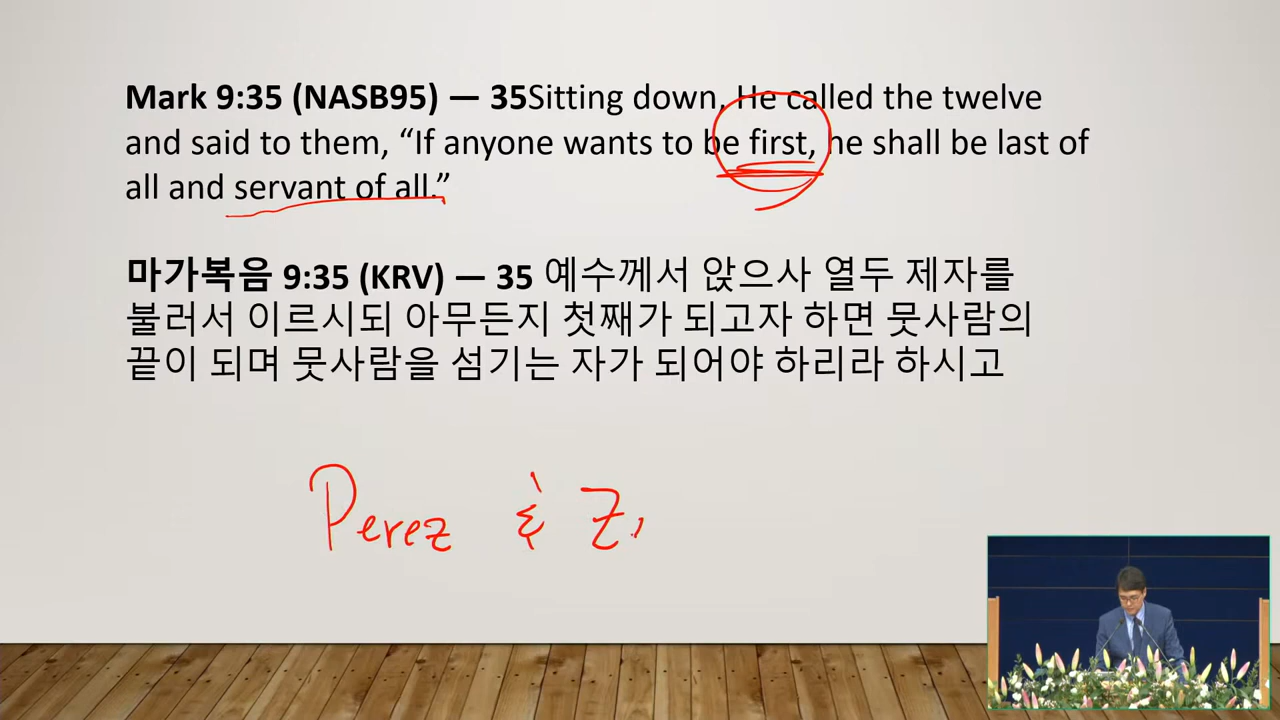 Mark 9:35 (NASB95) — 35Sitting down, He called the twelve
and said to them, “If anyone wants to be first, he shall be last of
all and servant of all.”
마가복음 9:35 (KRV) — 35 예수께서 앉으사 열두 제자를
불러서 이르시되 아무든지 첫째가 되고자 하면 뭇사람의
끝이 되며 뭇사람을 섬기는 자가 되어야 하리라 하시고
Perez & Z